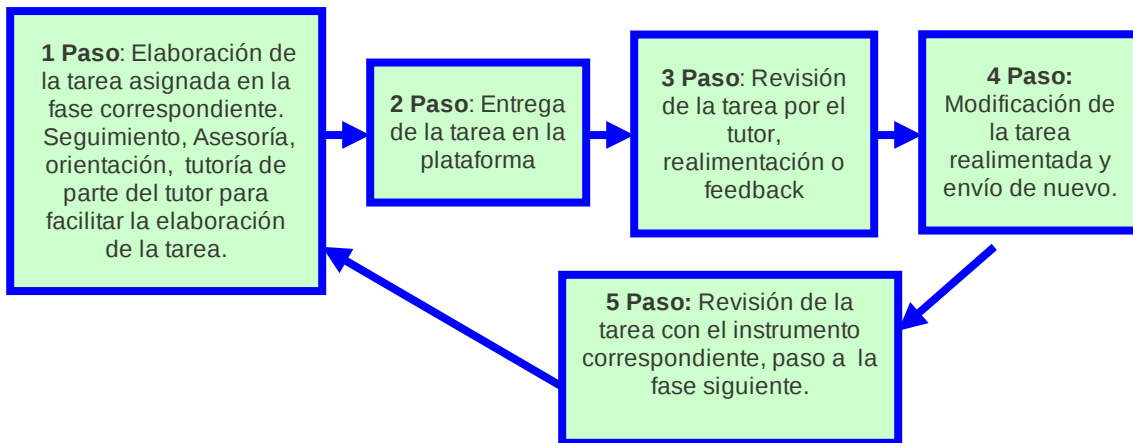 1 Paso: Elaboración de
la tarea asignada en la
fase correspondiente.
Seguimiento, Asesoría,
orientación, tutoría de
parte del tutor para
facilitar la elaboración
de la tarea.
2 Paso: Entrega
de la tarea en la
plataforma
3 Paso: Revisión
de la tarea por el
tutor,
realimentación o
feedback
4 Paso:
Modificación de
la tarea
realimentada y
envío de nuevo.
5 Paso: Revisión de la
tarea con el instrumento
correspondiente, paso a la
fase siguiente.